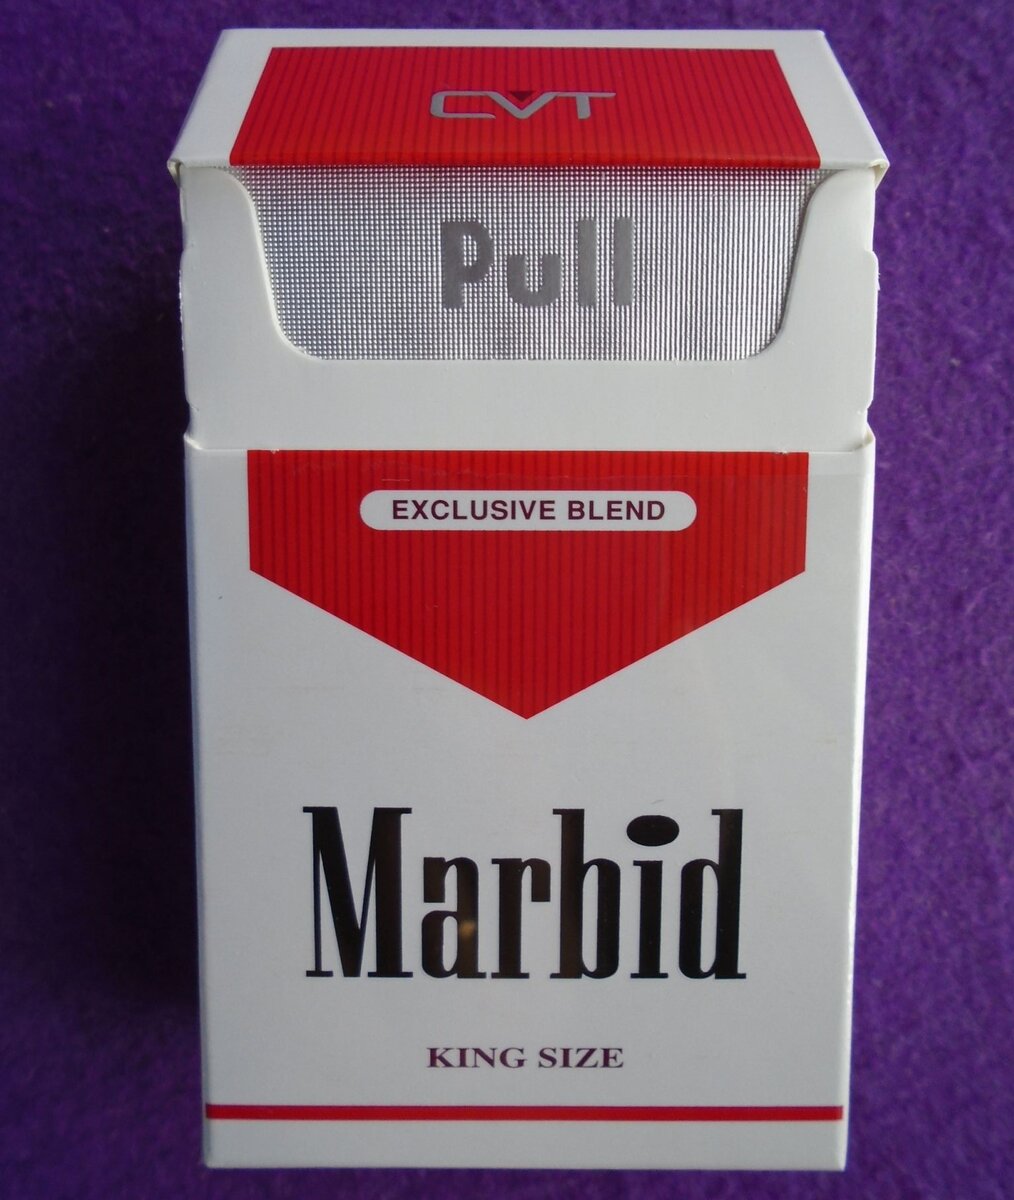 CVT
Pull
EXCLUSIVE BLEND
Marbid
KING SIZE